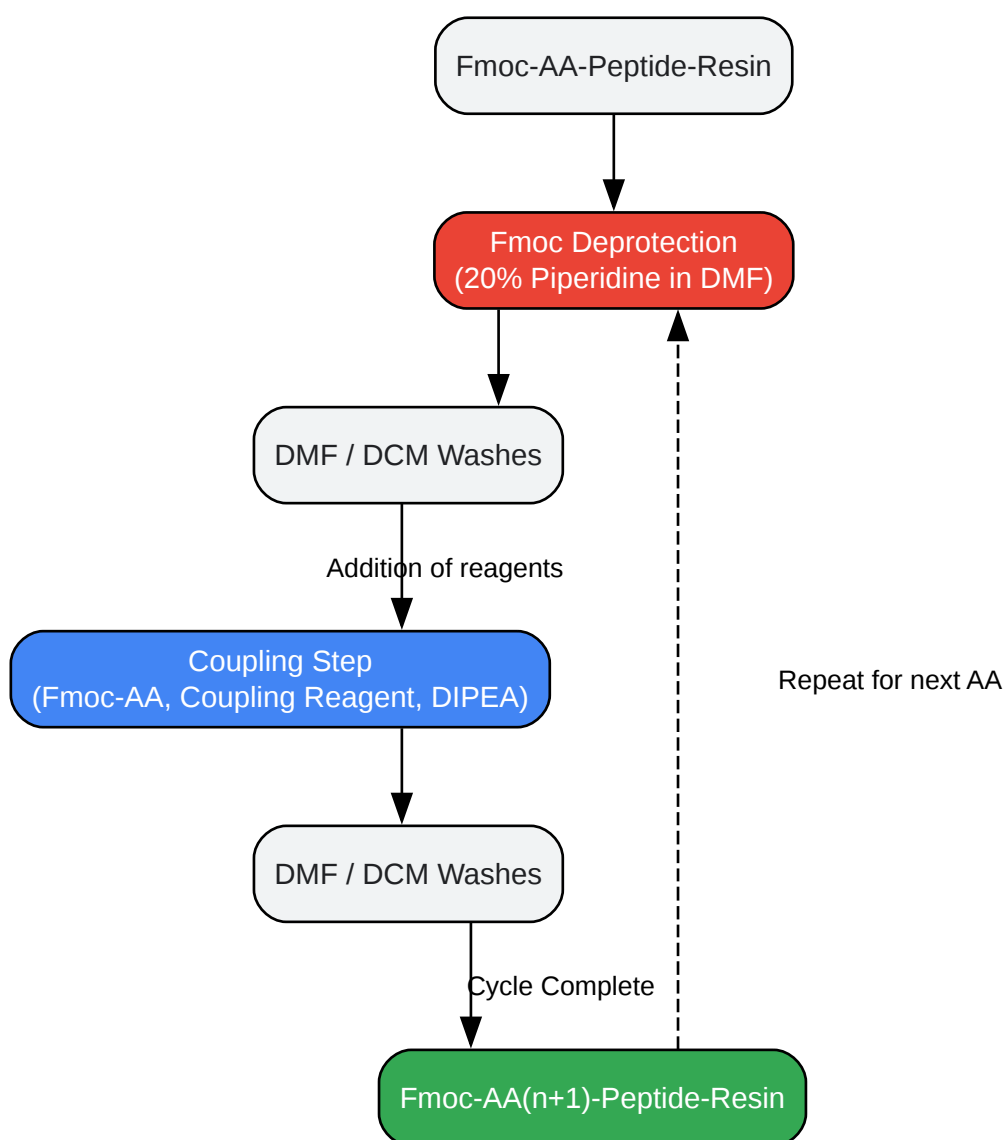 Fmoc-AA-Peptide-Resin
Fmoc Deprotection
(20% Piperidine in DMF)
DMF / DCM Washes
Addition of reagents
Coupling Step
(Fmoc-AA, Coupling Reagent, DIPEA)
Repeat for next AA
DMF / DCM Washes
Cycle Complete
Fmoc-AA(n+1)-Peptide-Resin